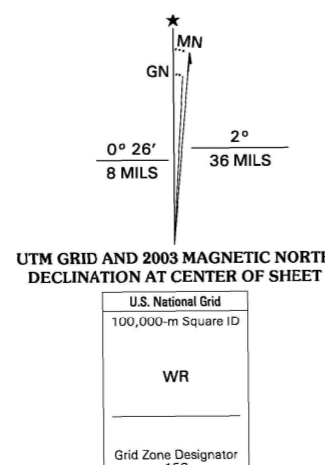 ★
MN
GN
0° 26′
8 MILS
2°
36 MILS
UTM GRID AND 2003 MAGNETIC NORTH
DECLINATION AT CENTER OF SHEET
U.S. National Grid
100,000-m Square ID
WR
Grid Zone Designator